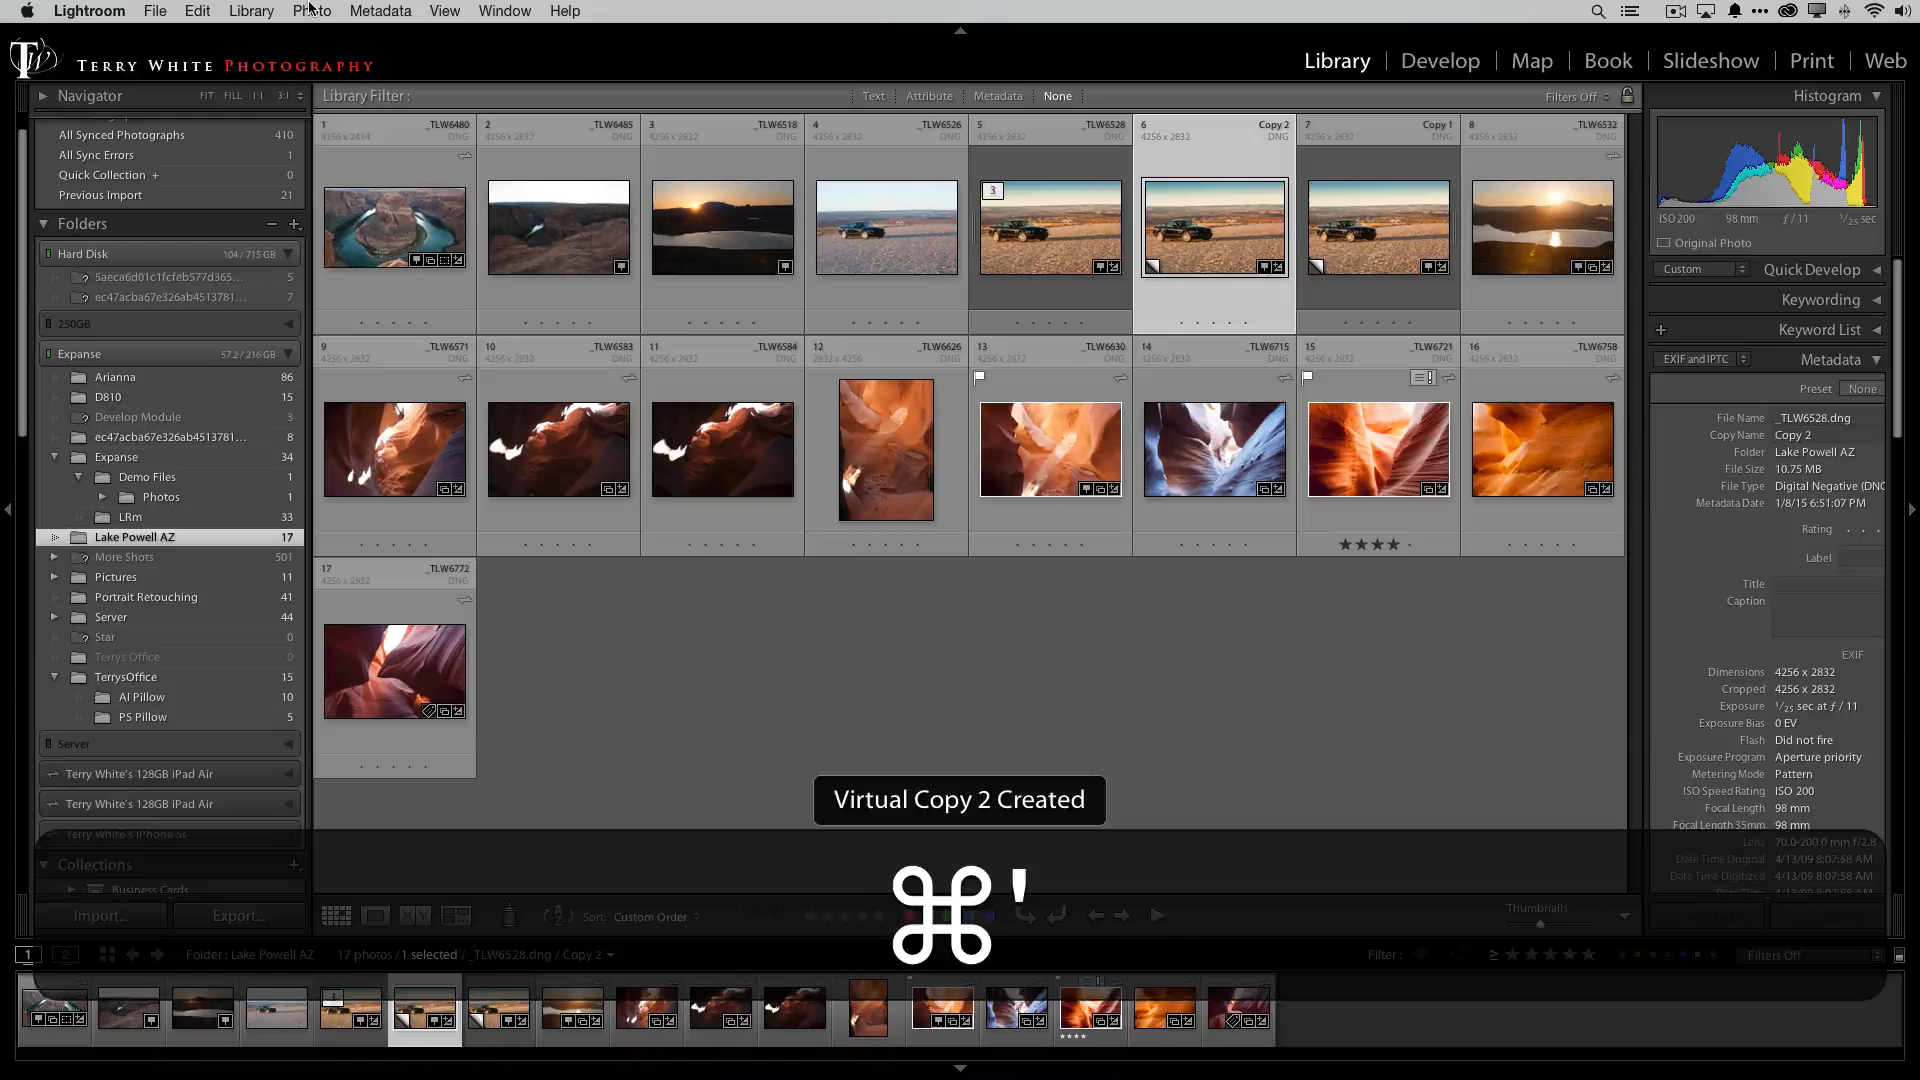 Lightroom File Edit Library Photo Metadata View Window Help
TW TERRY WHITE PHOTOGRAPHY
Library | Develop | Map | Book | Slideshow | Print | Web
Navigator FIT FILL 1:1 3:1
Library Filter : Text Attribute Metadata None Filters Off
Histogram
All Synced Photographs 410
All Sync Errors 1
Quick Collection + 0
Previous Import 21
Folders
Hard Disk 104 / 715 GB
5aeca6d01c1fcfeb577d365... 5
ec47acba67e326ab4513781... 7
250GB
Expanse 57.2 / 216 GB
Arianna 86
D810 15
Develop Module 3
ec47acba67e326ab4513781... 8
Expanse 34
Demo Files 1
Photos 1
LRm 33
Lake Powell AZ 17
More Shots 501
Pictures 11
Portrait Retouching 41
Server 44
Star 0
Terrys Office 0
TerrysOffice 15
AI Pillow 10
PS Pillow 5
Server
Terry White's 128GB iPad Air
Terry White's 128GB iPad Air
Terry White's iPhone 5s
Collections
Business Cards
Import... Export...
1 _TLW6480 2 _TLW6485 3 _TLW6518 4 _TLW6526 5 _TLW6528 6 Copy 2 7 Copy 1 8 _TLW6532
4256 x 2414 DNG 4256 x 2832 DNG 4256 x 2832 DNG 4256 x 2832 DNG 4256 x 2832 DNG 4256 x 2832 DNG 4256 x 2832 DNG 4256 x 2832 DNG
3
9 _TLW6571 10 _TLW6583 11 _TLW6584 12 _TLW6626 13 _TLW6630 14 _TLW6715 15 _TLW6721 16 _TLW6758
4256 x 2832 DNG 4256 x 2832 DNG 4256 x 2832 DNG 2832 x 4256 DNG 4256 x 2832 DNG 4256 x 2832 DNG 4256 x 2832 DNG 4256 x 2832 DNG
17 _TLW6772
4256 x 2832 DNG
Virtual Copy 2 Created
⌘'
Sort: Custom Order
Thumbnails
ISO 200 98 mm ƒ / 11 1/25 sec
Original Photo
Custom Quick Develop
Keywording
Keyword List
EXIF and IPTC Metadata
Preset None
File Name _TLW6528.dng
Copy Name Copy 2
Folder Lake Powell AZ
File Size 10.75 MB
File Type Digital Negative (DNG
Metadata Date 1/8/15 6:51:07 PM
Rating
Label
Title
Caption
EXIF
Dimensions 4256 x 2832
Cropped 4256 x 2832
Exposure 1/25 sec at ƒ / 11
Exposure Bias 0 EV
Flash Did not fire
Exposure Program Aperture priority
Metering Mode Pattern
ISO Speed Rating ISO 200
Focal Length 98 mm
Focal Length 35mm 98 mm
Lens 70.0-200.0 mm f/2.8
Date Time Original 4/13/09 8:07:58 AM
Date Time Digitized 4/13/09 8:07:58 AM
1 2 Folder : Lake Powell AZ 17 photos / 1 selected / _TLW6528.dng / Copy 2 Filter : Filters Off